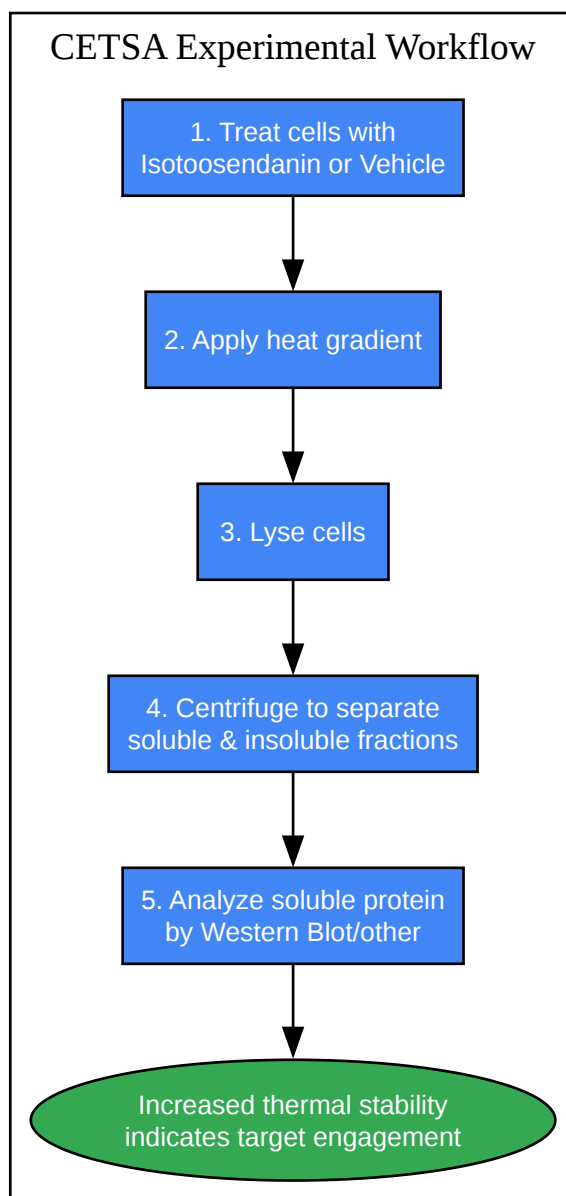 CETSA Experimental Workflow
1. Treat cells with
Isotoosendanin or Vehicle
2. Apply heat gradient
3. Lyse cells
4. Centrifuge to separate
soluble & insoluble fractions
5. Analyze soluble protein
by Western Blot/other
Increased thermal stability
indicates target engagement